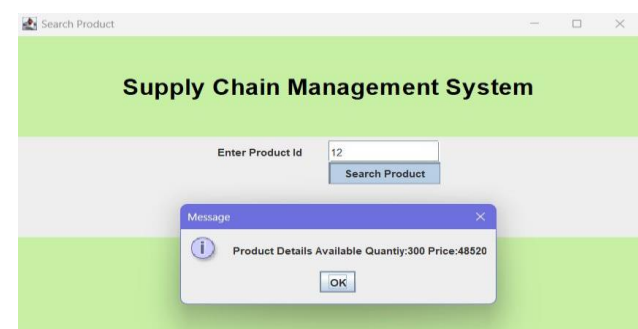 Search Product
Supply Chain Management System
Enter Product Id 12
Search Product
Message
Product Details Available Quantiy:300 Price:48520
OK